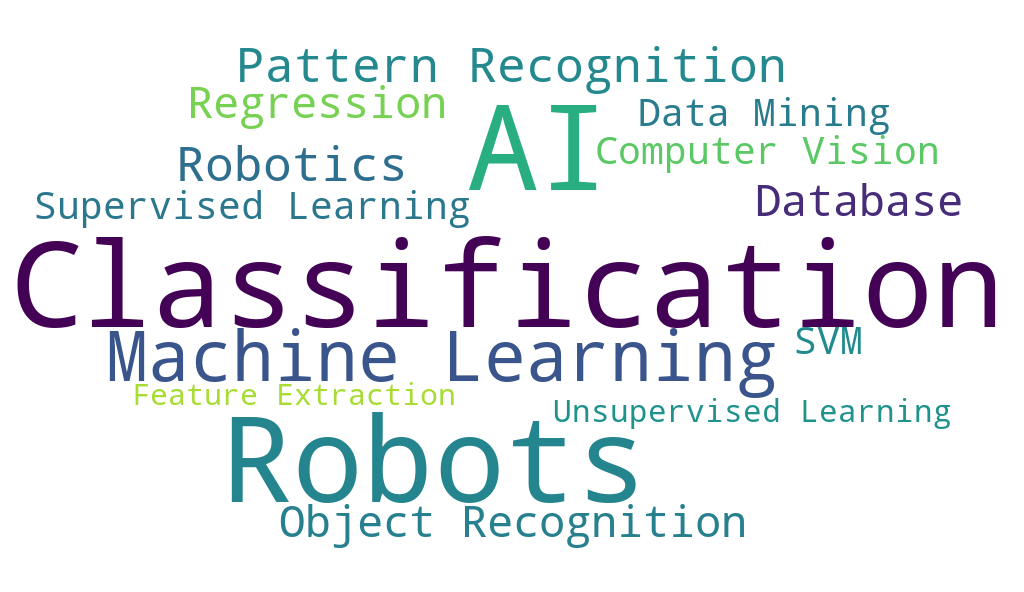 Pattern Recognition
Regression
AI
Data Mining
Computer Vision
Robotics
Supervised Learning
Database
Classification
Machine Learning
SVM
Feature Extraction
Unsupervised Learning
Robots
Object Recognition